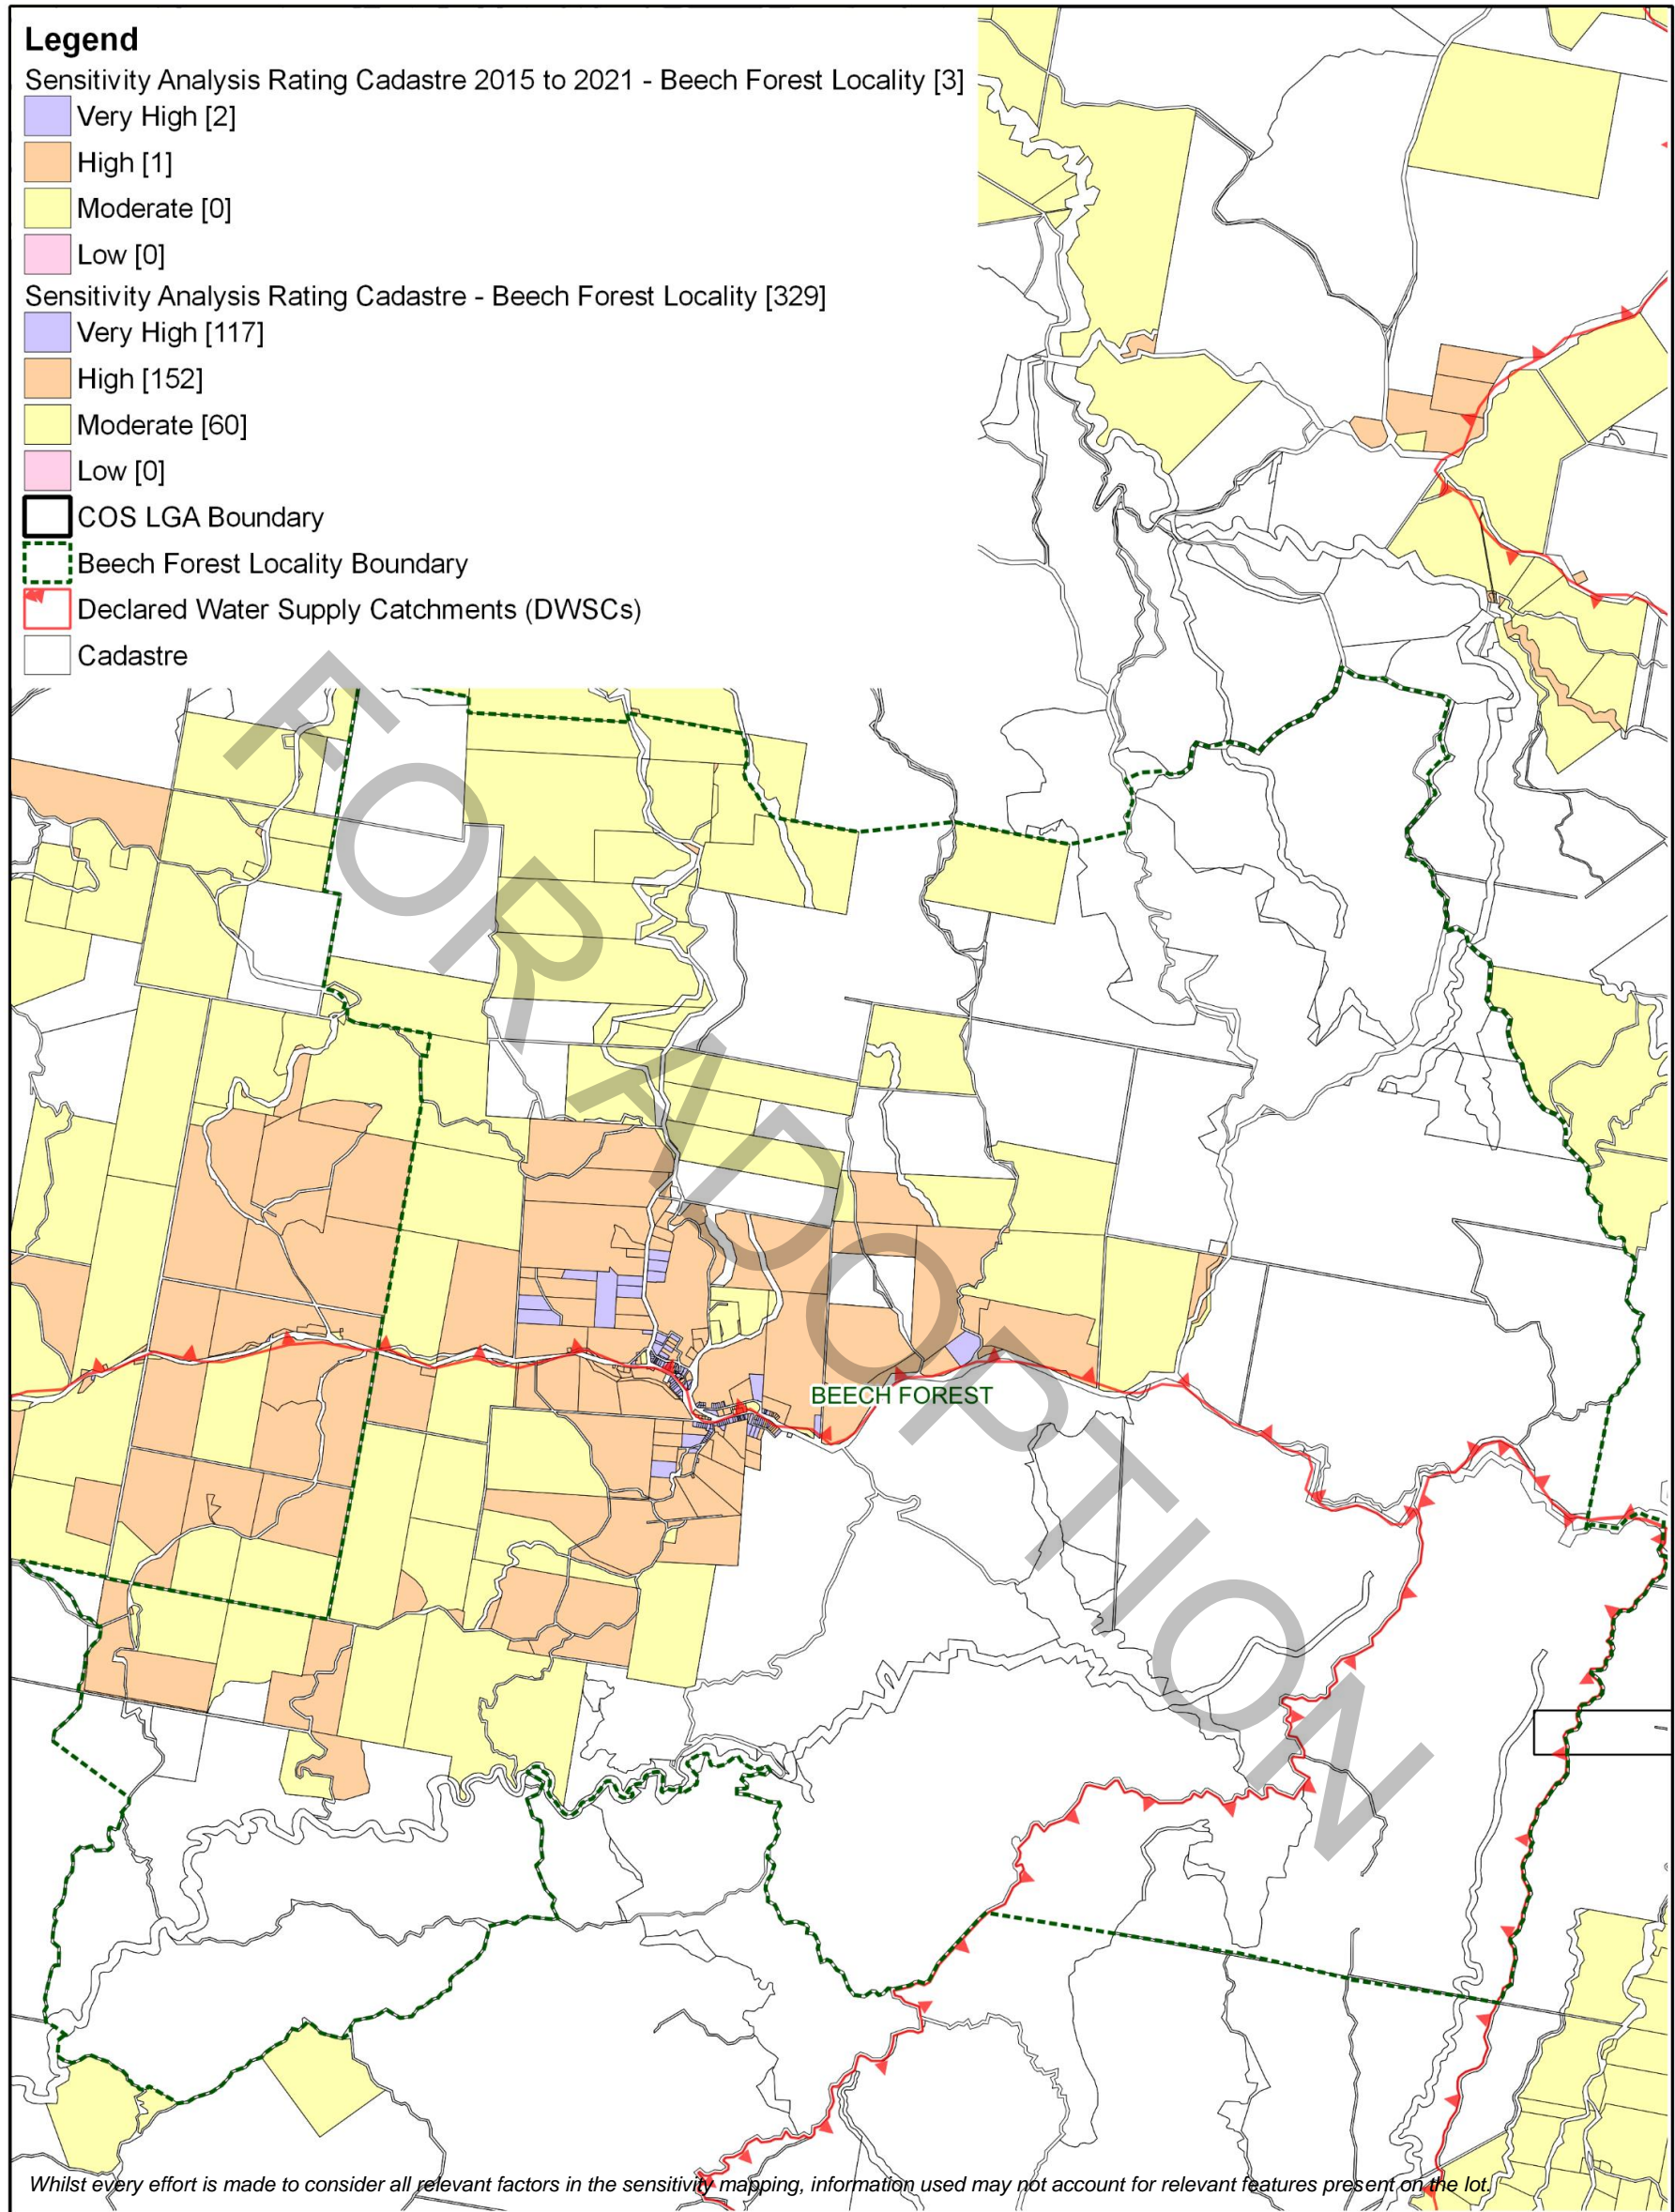 Legend
Sensitivity Analysis Rating Cadastre 2015 to 2021 - Beech Forest Locality [3]
Very High [2]
High [1]
Moderate [0]
Low [0]
Sensitivity Analysis Rating Cadastre - Beech Forest Locality [329]
Very High [117]
High [152]
Moderate [60]
Low [0]
COS LGA Boundary
Beech Forest Locality Boundary
Declared Water Supply Catchments (DWSCs)
Cadastre
FOR ADOPTION
BEECH FOREST
Whilst every effort is made to consider all relevant factors in the sensitivity mapping, information used may not account for relevant features present on the lot.